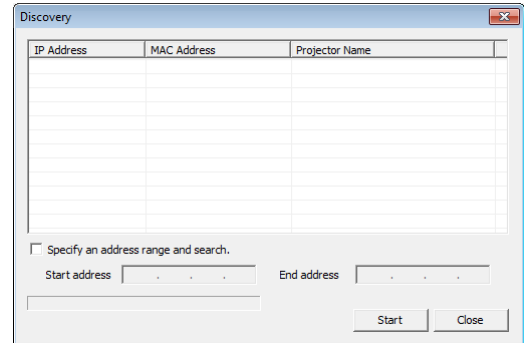 Discovery
IP Address MAC Address Projector Name
Specify an address range and search.
Start address . . . End address . . .
Start Close